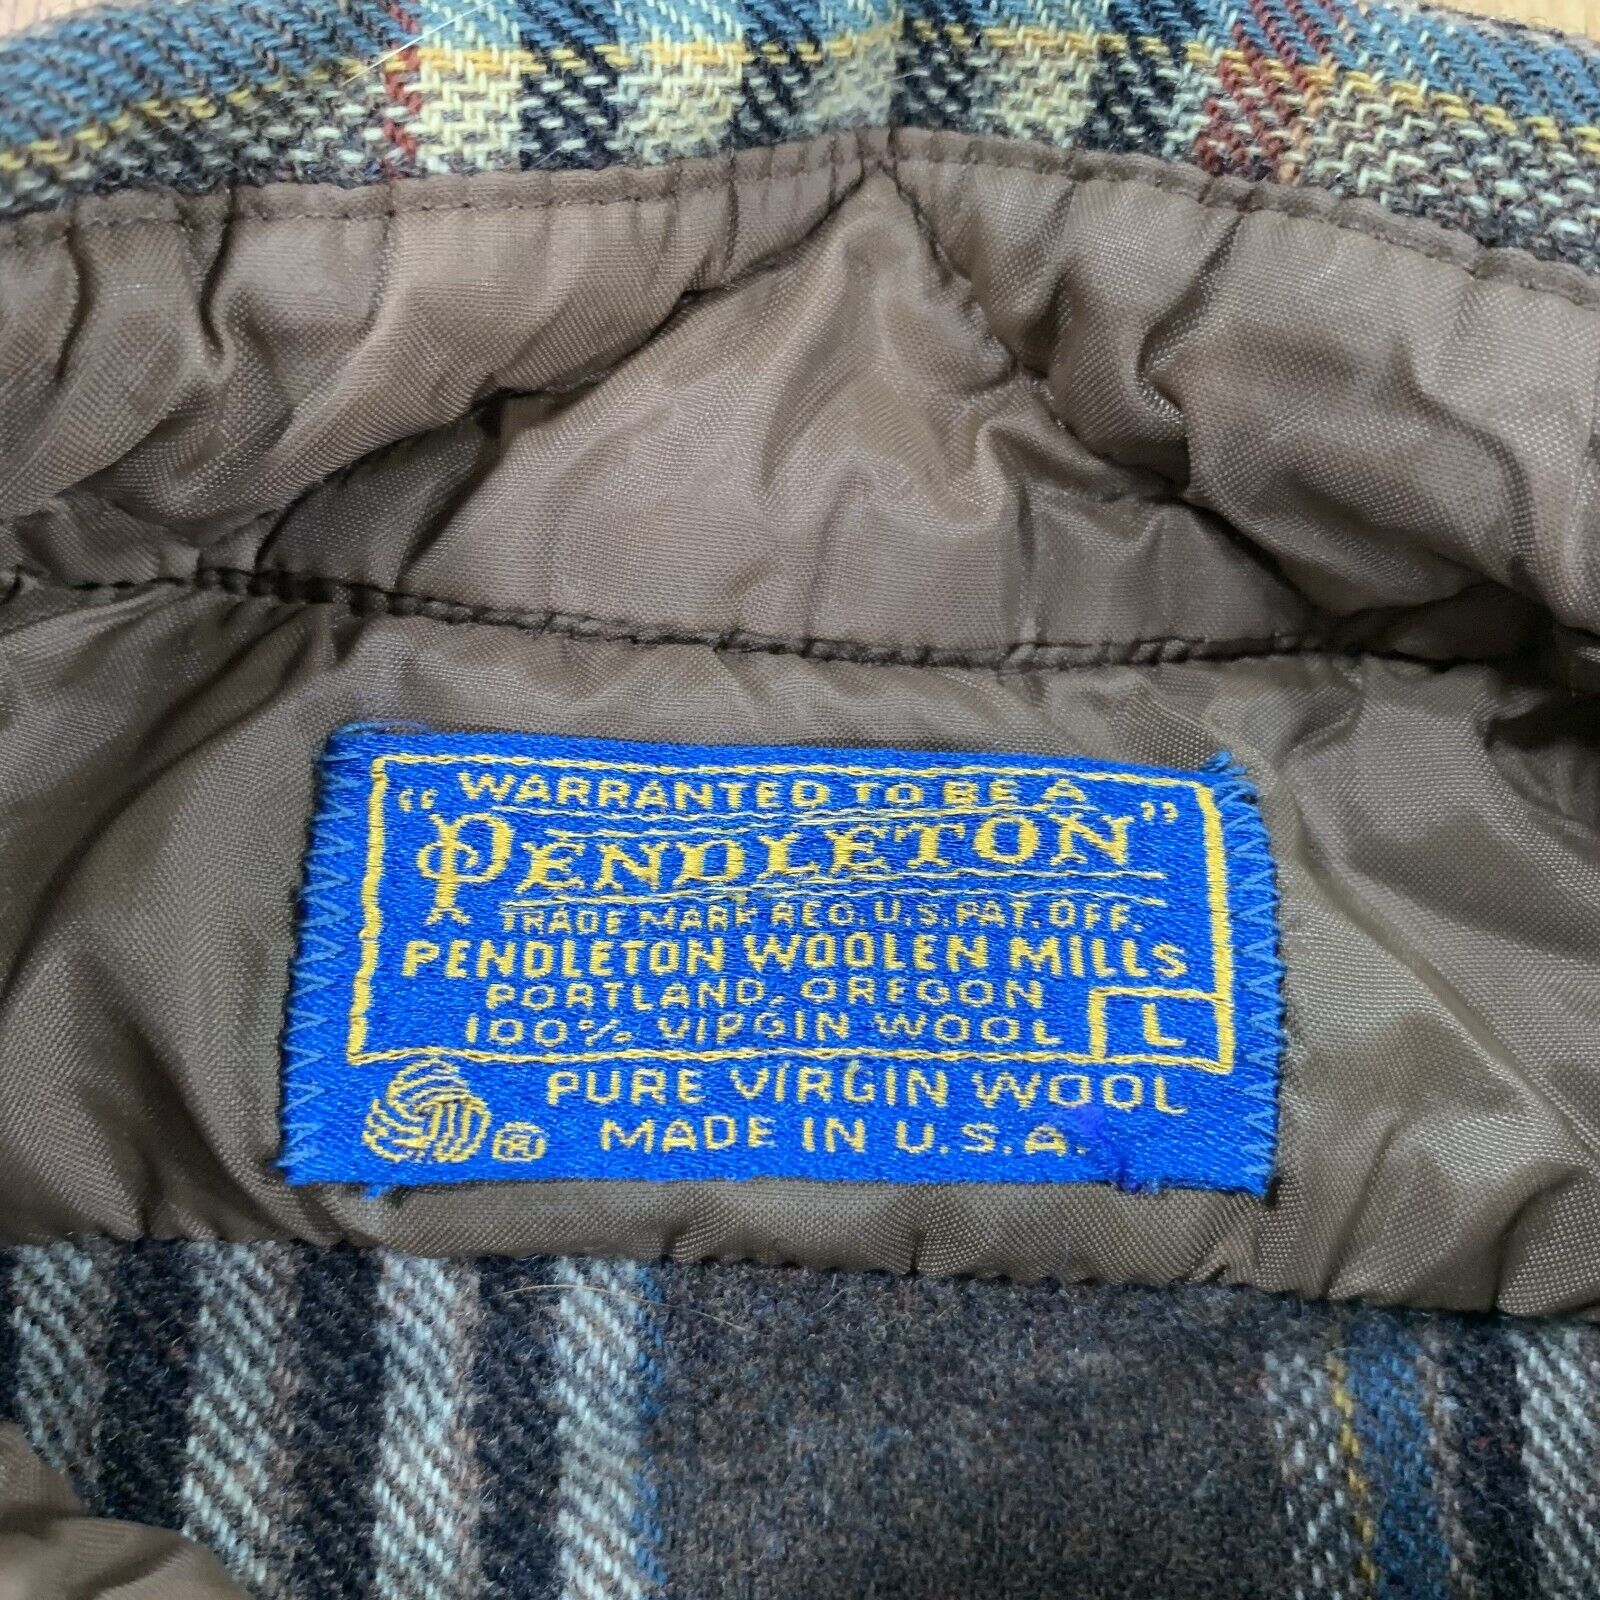 WARRANTED TO BE A
"PENDLETON"
TRADE MARK REG. U.S. PAT. OFF.
PENDLETON WOOLEN MILLS
PORTLAND, OREGON
100% VIRGIN WOOL L
PURE VIRGIN WOOL
® MADE IN U.S.A.